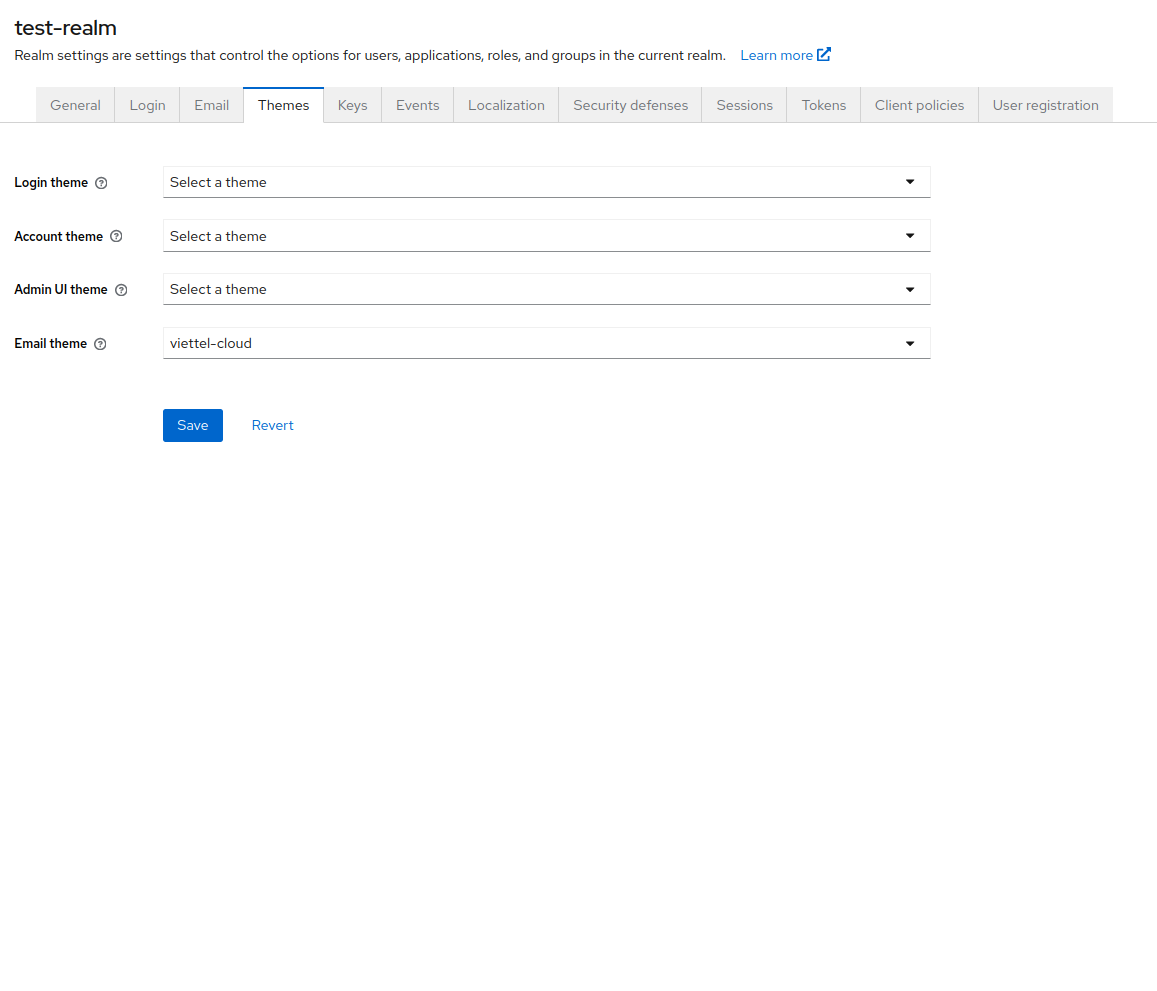 test-realm
Realm settings are settings that control the options for users, applications, roles, and groups in the current realm. Learn more
General Login Email Themes Keys Events Localization Security defenses Sessions Tokens Client policies User registration
Login theme Select a theme
Account theme Select a theme
Admin UI theme Select a theme
Email theme viettel-cloud
Save Revert